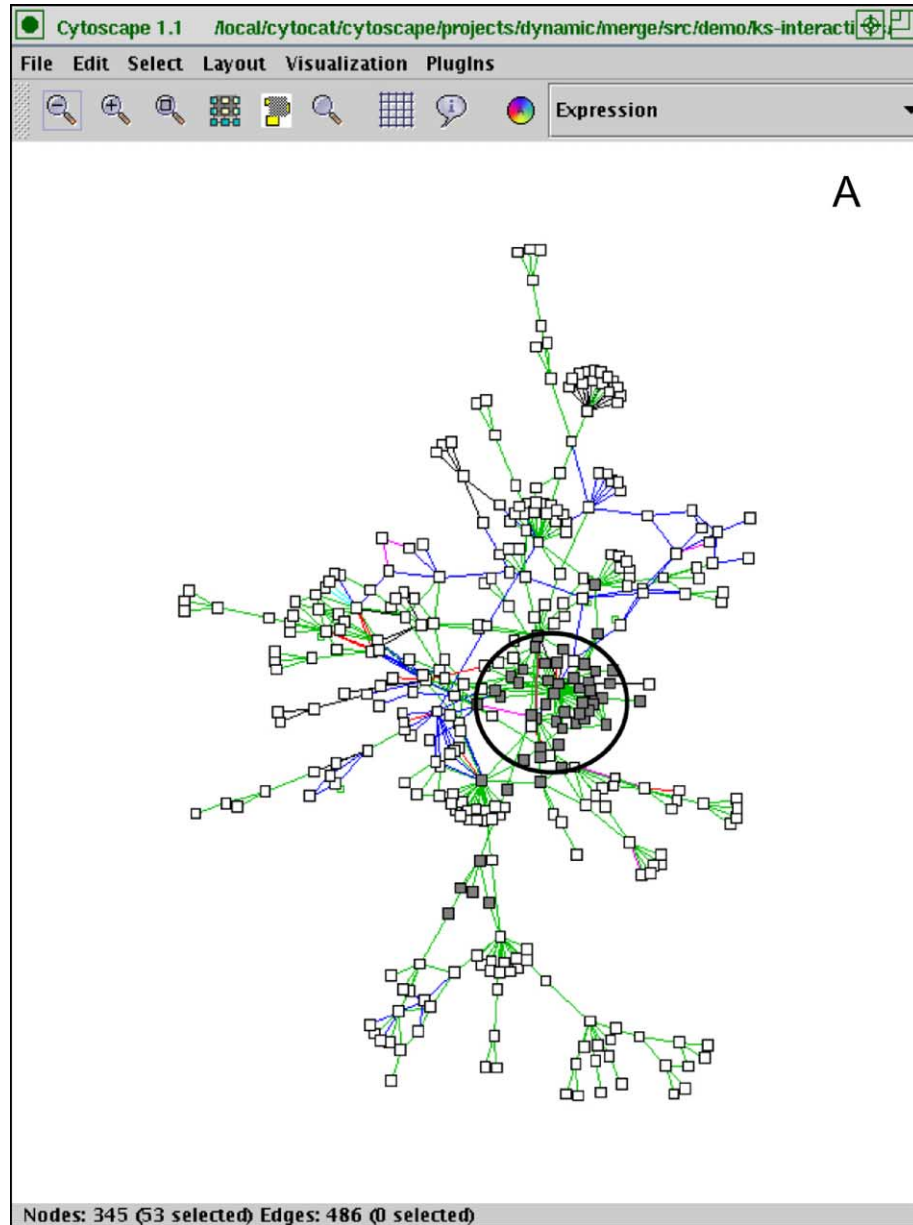 Cytoscape 1.1 /local/cytocat/cytoscape/projects/dynamic/merge/src/demo/ks-interacti
File Edit Select Layout Visualization PlugIns
Expression
A
Nodes: 345 (53 selected) Edges: 486 (0 selected)